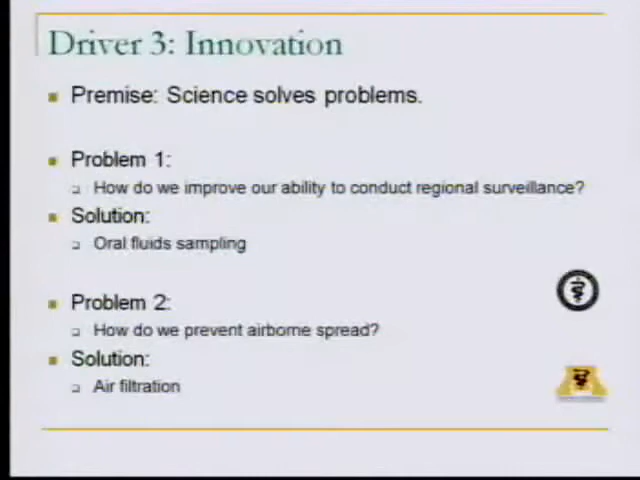 Driver 3: Innovation
Premise: Science solves problems.
Problem 1:
How do we improve our ability to conduct regional surveillance?
Solution:
Oral fluids sampling
Problem 2:
How do we prevent airborne spread?
Solution:
Air filtration